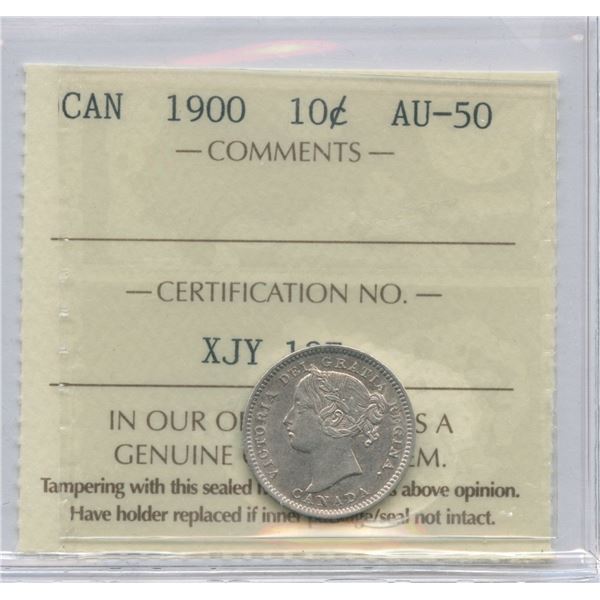 CAN 1900 10¢ AU-50
— COMMENTS —
— CERTIFICATION NO. —
XJY
IN OUR A
GENUINE
Tampering with this sealed above opinion.
Have holder replaced if inner not intact.
VICTORIA DEI GRATIA REGINA.
CANADA